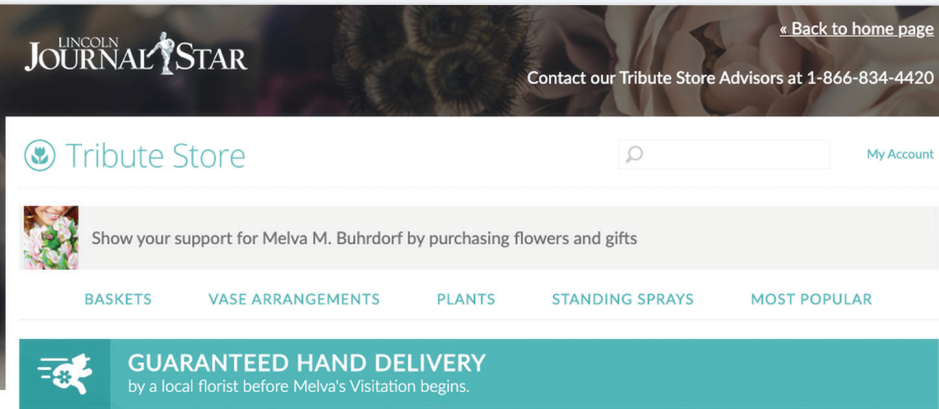 « Back to home page
LINCOLN
JOURNAL STAR
Contact our Tribute Store Advisors at 1-866-834-4420
Tribute Store
My Account
Show your support for Melva M. Buhrdorf by purchasing flowers and gifts
BASKETS VASE ARRANGEMENTS PLANTS STANDING SPRAYS MOST POPULAR
GUARANTEED HAND DELIVERY
by a local florist before Melva's Visitation begins.